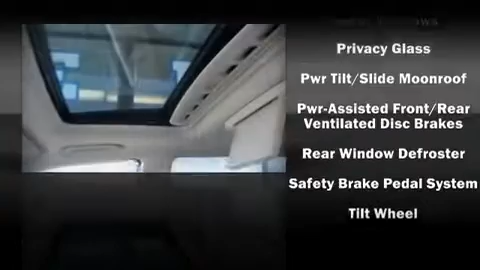 Privacy Glass
Pwr Tilt/Slide Moonroof
Pwr-Assisted Front/Rear
Ventilated Disc Brakes
Rear Window Defroster
Safety Brake Pedal System
Tilt Wheel